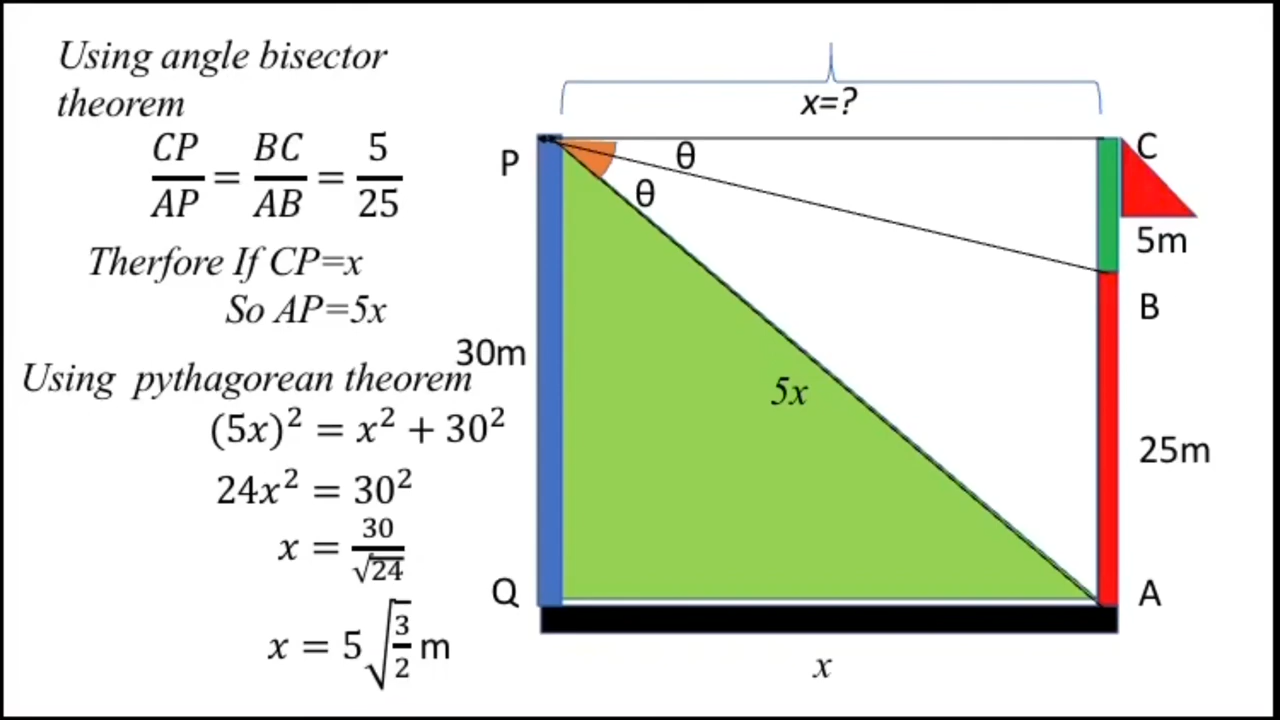 Using angle bisector
theorem
CP/AP = BC/AB = 5/25
Therfore If CP=x
So AP=5x
Using pythagorean theorem
(5x)² = x² + 30²
24x² = 30²
x = 30/√24
x = 5√(3/2) m
x=?
P
θ
θ
C
5m
B
30m
5x
25m
Q
A
x